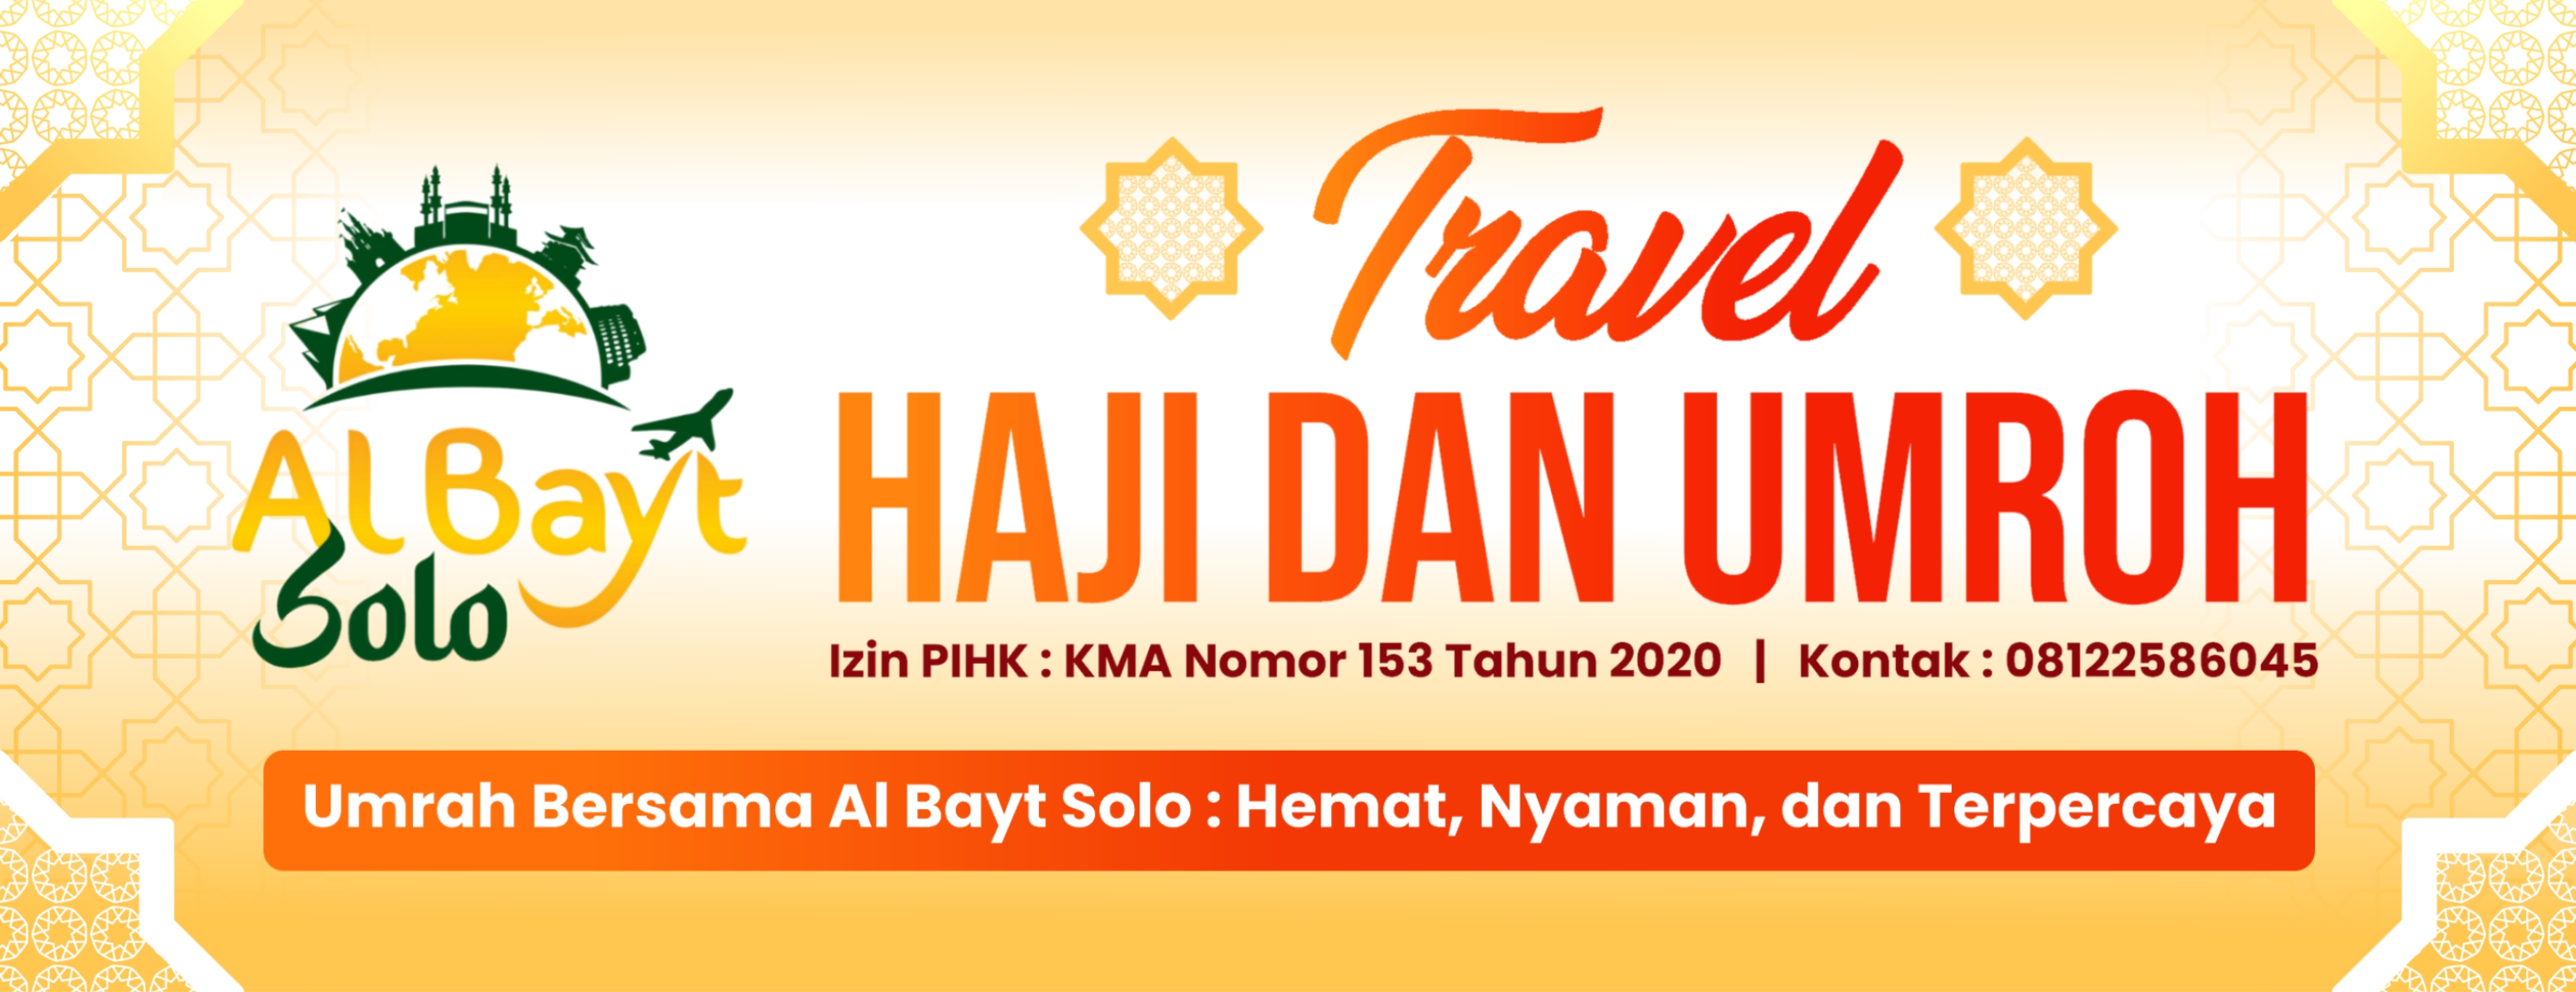 Al Bayt
Solo
Travel
HAJI DAN UMROH
Izin PIHK : KMA Nomor 153 Tahun 2020 | Kontak : 08122586045
Umrah Bersama Al Bayt Solo : Hemat, Nyaman, dan Terpercaya